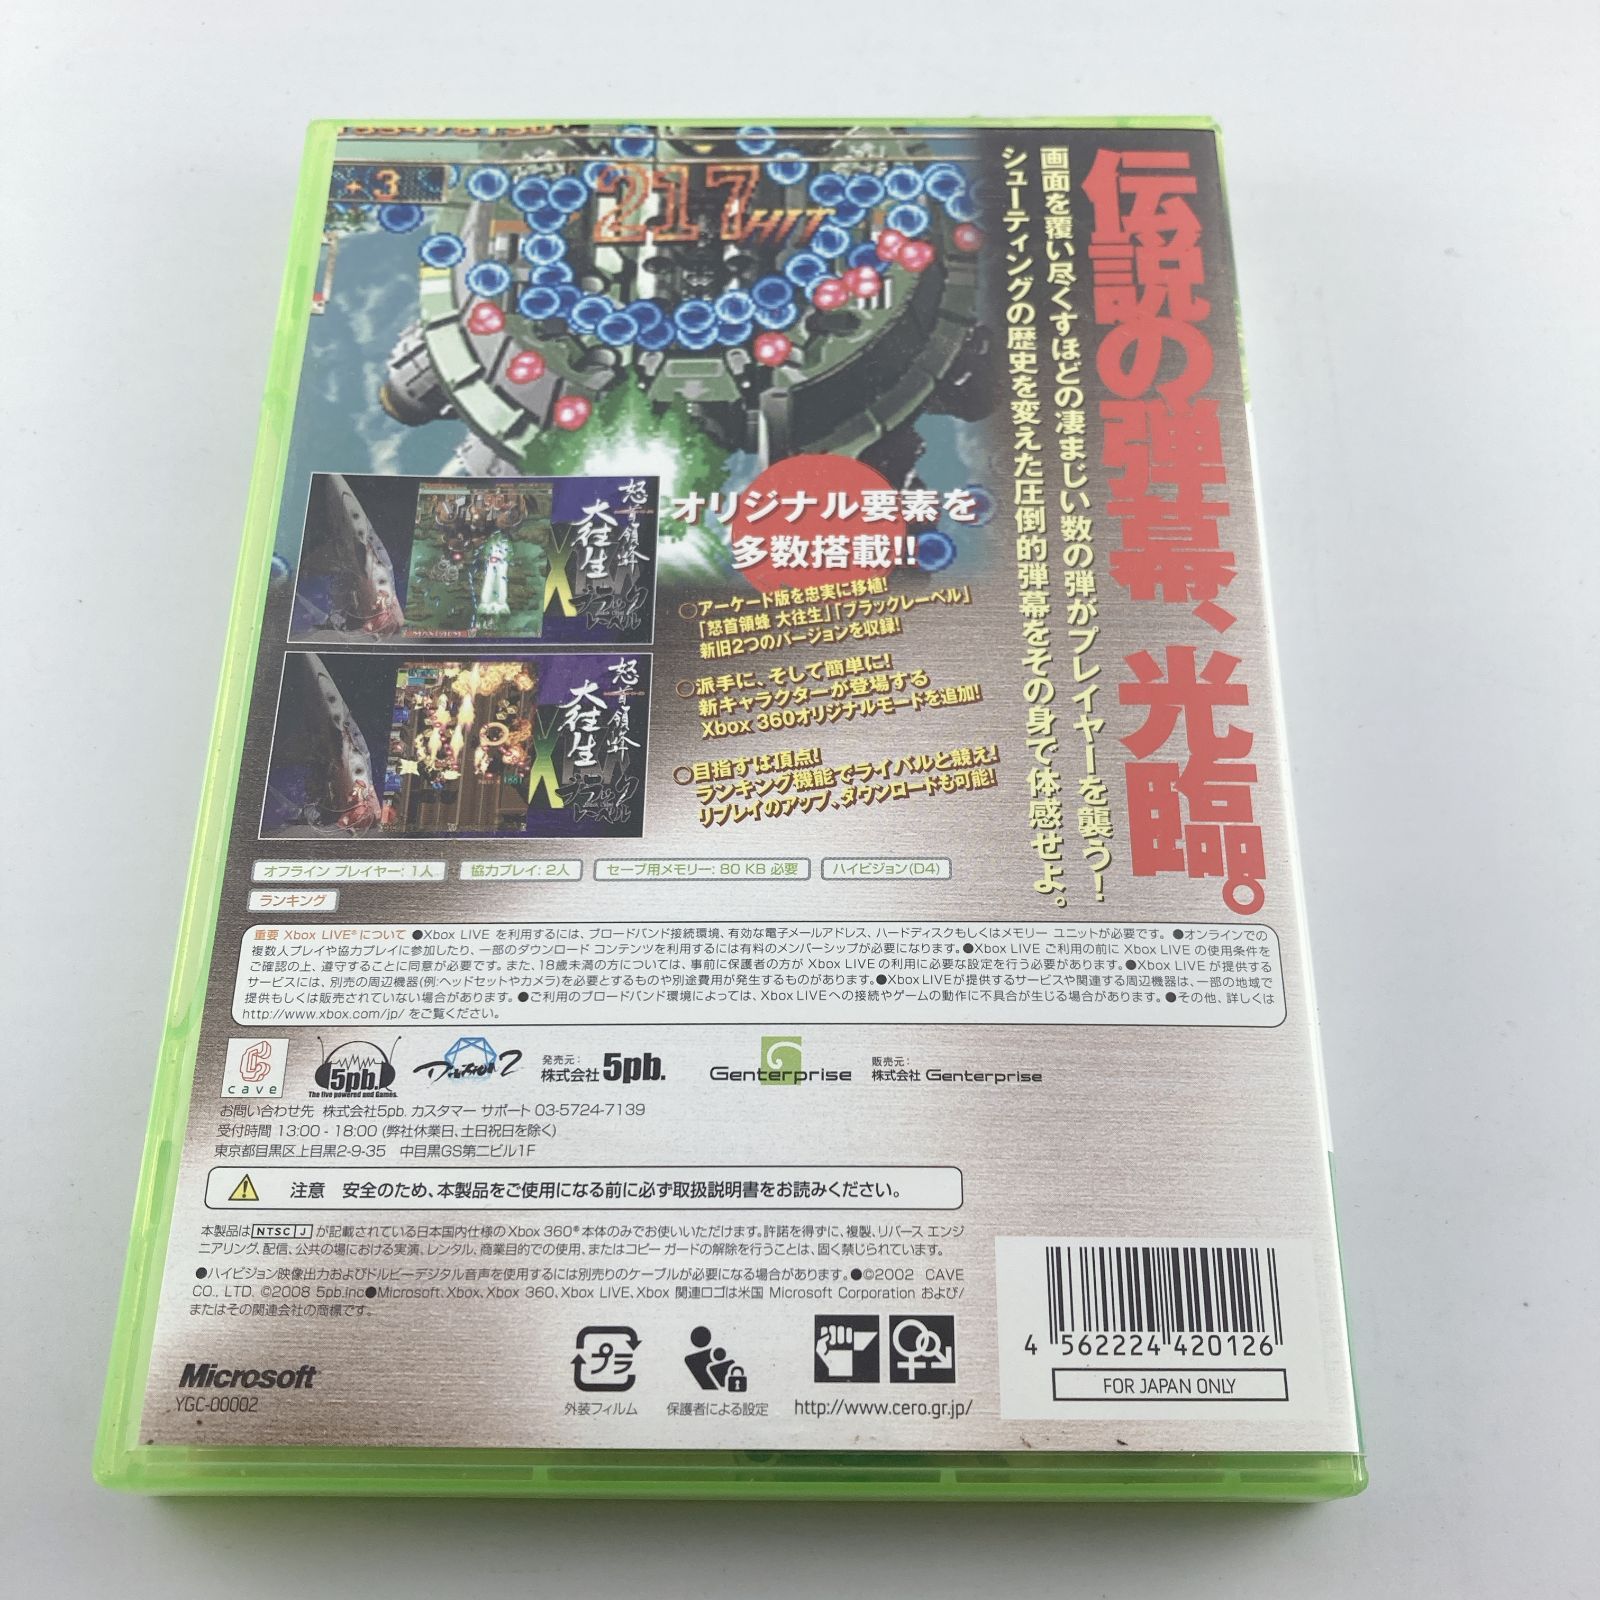 伝説の弾幕、光臨。
画面を覆い尽くすほどの凄まじい数の弾がプレイヤーを襲う!
シューティングの歴史を変えた圧倒的弾幕をその身で体感せよ。
+3
217 HIT
怒首領蜂
大往生
ブラックレーベル
X
MAXIMUM
怒首領蜂
大往生
ブラックレーベル
X
オリジナル要素を
多数搭載!!
○アーケード版を忠実に移植!
「怒首領蜂 大往生」「ブラックレーベル」
新旧2つのバージョンを収録!
○派手に、そして簡単に!
新キャラクターが登場する
Xbox 360オリジナルモードを追加!
○目指すは頂点!
ランキング機能でライバルと競え!
リプレイのアップ、ダウンロードも可能!
オフライン プレイヤー: 1人
協力プレイ: 2人
セーブ用メモリー: 80 KB 必要
ハイビジョン(D4)
ランキング
重要 Xbox LIVE® について ●Xbox LIVE を利用するには、ブロードバンド接続環境、有効な電子メールアドレス、ハードディスクもしくはメモリー ユニットが必要です。●オンラインでの
複数人プレイや協力プレイに参加したり、一部のダウンロード コンテンツを利用するには有料のメンバーシップが必要になります。●Xbox LIVE ご利用の前に Xbox LIVE の使用条件を
ご確認の上、遵守することに同意が必要です。また、18歳未満の方については、事前に保護者の方が Xbox LIVE の利用に必要な設定を行う必要があります。●Xbox LIVE が提供する
サービスには、別売の周辺機器(例:ヘッドセットやカメラ)を必要とするものや別途費用が発生するものがあります。●Xbox LIVEが提供するサービスや関連する周辺機器は、一部の地域で
提供もしくは販売されていない場合があります。●ご利用のブロードバンド環境によっては、Xbox LIVEへの接続やゲームの動作に不具合が生じる場合があります。●その他、詳しくは
http://www.xbox.com/jp/ をご覧ください。
cave
5pb.
The five powered and Games.
発売元:
株式会社 5pb.
Genterprise
販売元:
株式会社 Genterprise
お問い合わせ先 株式会社5pb. カスタマー サポート 03-5724-7139
受付時間 13:00 - 18:00 (弊社休業日、土日祝日を除く)
東京都目黒区上目黒2-9-35 中目黒GS第二ビル1F
注意 安全のため、本製品をご使用になる前に必ず取扱説明書をお読みください。
本製品は NTSC J が記載されている日本国内仕様の Xbox 360® 本体のみでお使いいただけます。許諾を得ずに、複製、リバース エンジ
ニアリング、配信、公共の場における実演、レンタル、商業目的での使用、またはコピー ガードの解除を行うことは、固く禁じられています。
●ハイビジョン映像出力およびドルビーデジタル音声を使用するには別売りのケーブルが必要になる場合があります。●©2002 CAVE
CO., LTD. ©2008 5pb.Inc●Microsoft、Xbox、Xbox 360、Xbox LIVE、Xbox 関連ロゴは米国 Microsoft Corporation および/
またはその関連会社の商標です。
Microsoft
YGC-00002
プラ
外装フィルム
保護者による設定
http://www.cero.gr.jp/
4 562224 420126
FOR JAPAN ONLY